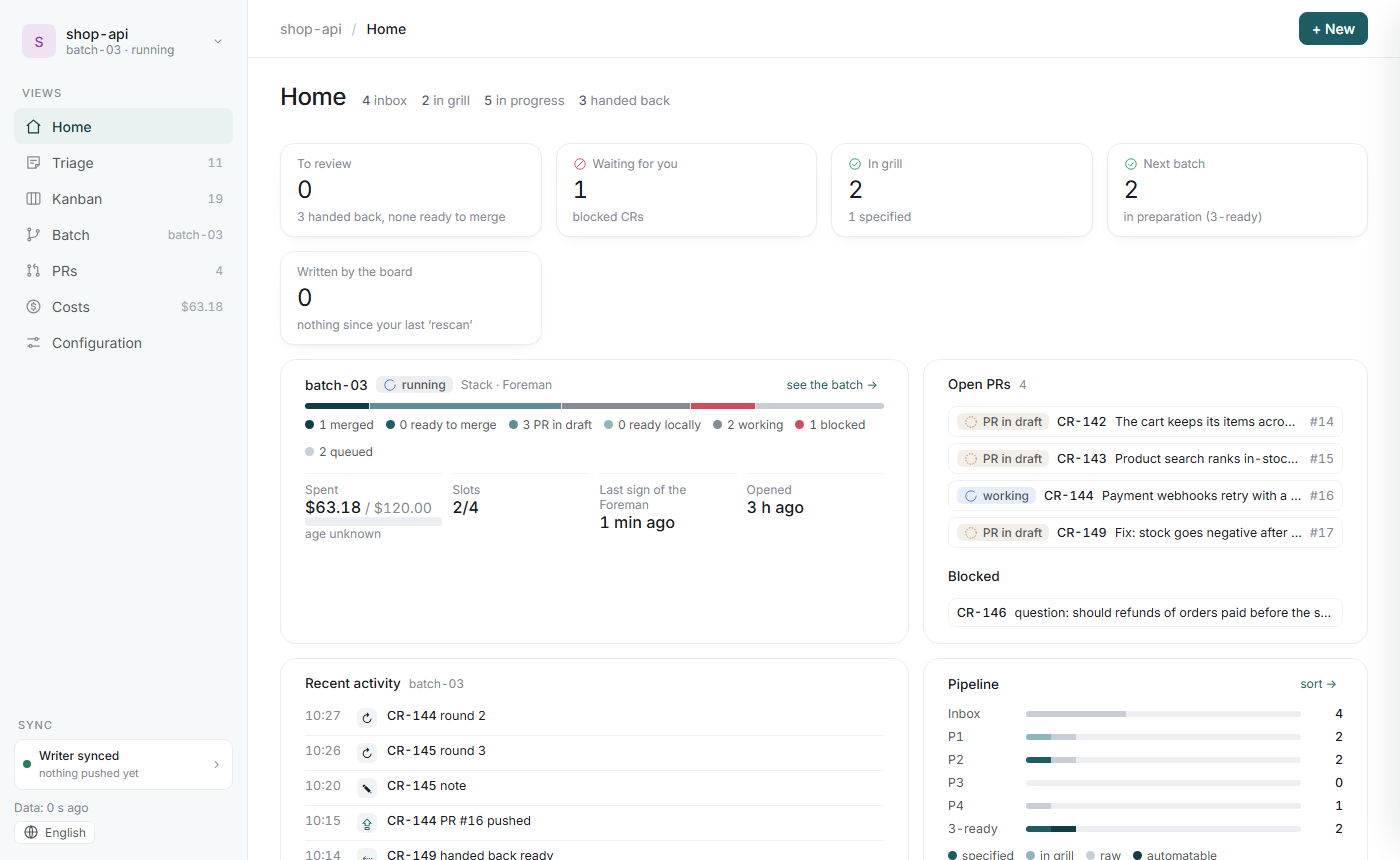 S
shop-api
batch-03 · running
VIEWS
Home
Triage 11
Kanban 19
Batch batch-03
PRs 4
Costs $63.18
Configuration
SYNC
Writer synced
nothing pushed yet
Data: 0 s ago
English
shop-api / Home
+ New
Home 4 inbox 2 in grill 5 in progress 3 handed back
To review
0
3 handed back, none ready to merge
Waiting for you
1
blocked CRs
In grill
2
1 specified
Next batch
2
in preparation (3-ready)
Written by the board
0
nothing since your last ‘rescan’
batch-03 running Stack · Foreman see the batch →
1 merged 0 ready to merge 3 PR in draft 0 ready locally 2 working 1 blocked
2 queued
Spent
$63.18 / $120.00
age unknown
Slots
2/4
Last sign of the
Foreman
1 min ago
Opened
3 h ago
Open PRs 4
PR in draft CR-142 The cart keeps its items acro... #14
PR in draft CR-143 Product search ranks in-stoc... #15
working CR-144 Payment webhooks retry with a ... #16
PR in draft CR-149 Fix: stock goes negative after ... #17
Blocked
CR-146 question: should refunds of orders paid before the s...
Recent activity batch-03
10:27 CR-144 round 2
10:26 CR-145 round 3
10:20 CR-145 note
10:15 CR-144 PR #16 pushed
10:14 CR-149 handed back ready
Pipeline sort →
Inbox 4
P1 2
P2 2
P3 0
P4 1
3-ready 2
specified in grill raw automatable